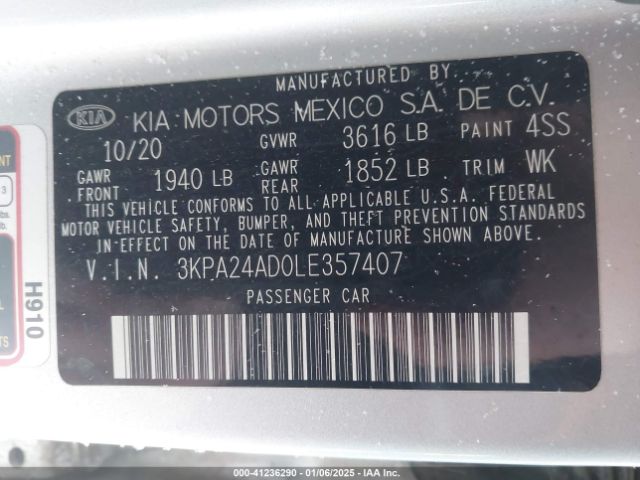 MANUFACTURED BY
KIA KIA MOTORS MEXICO S.A. DE C.V.
10/20 GVWR 3616 LB PAINT 4SS
GAWR FRONT 1940 LB GAWR REAR 1852 LB TRIM WK
THIS VEHICLE CONFORMS TO ALL APPLICABLE U.S.A. FEDERAL
MOTOR VEHICLE SAFETY, BUMPER, AND THEFT PREVENTION STANDARDS
IN EFFECT ON THE DATE OF MANUFACTURE SHOWN ABOVE.
V.I.N. 3KPA24AD0LE357407
PASSENGER CAR
H910
© COPART - 41236290 - 01/06/2025 - IAA Inc.